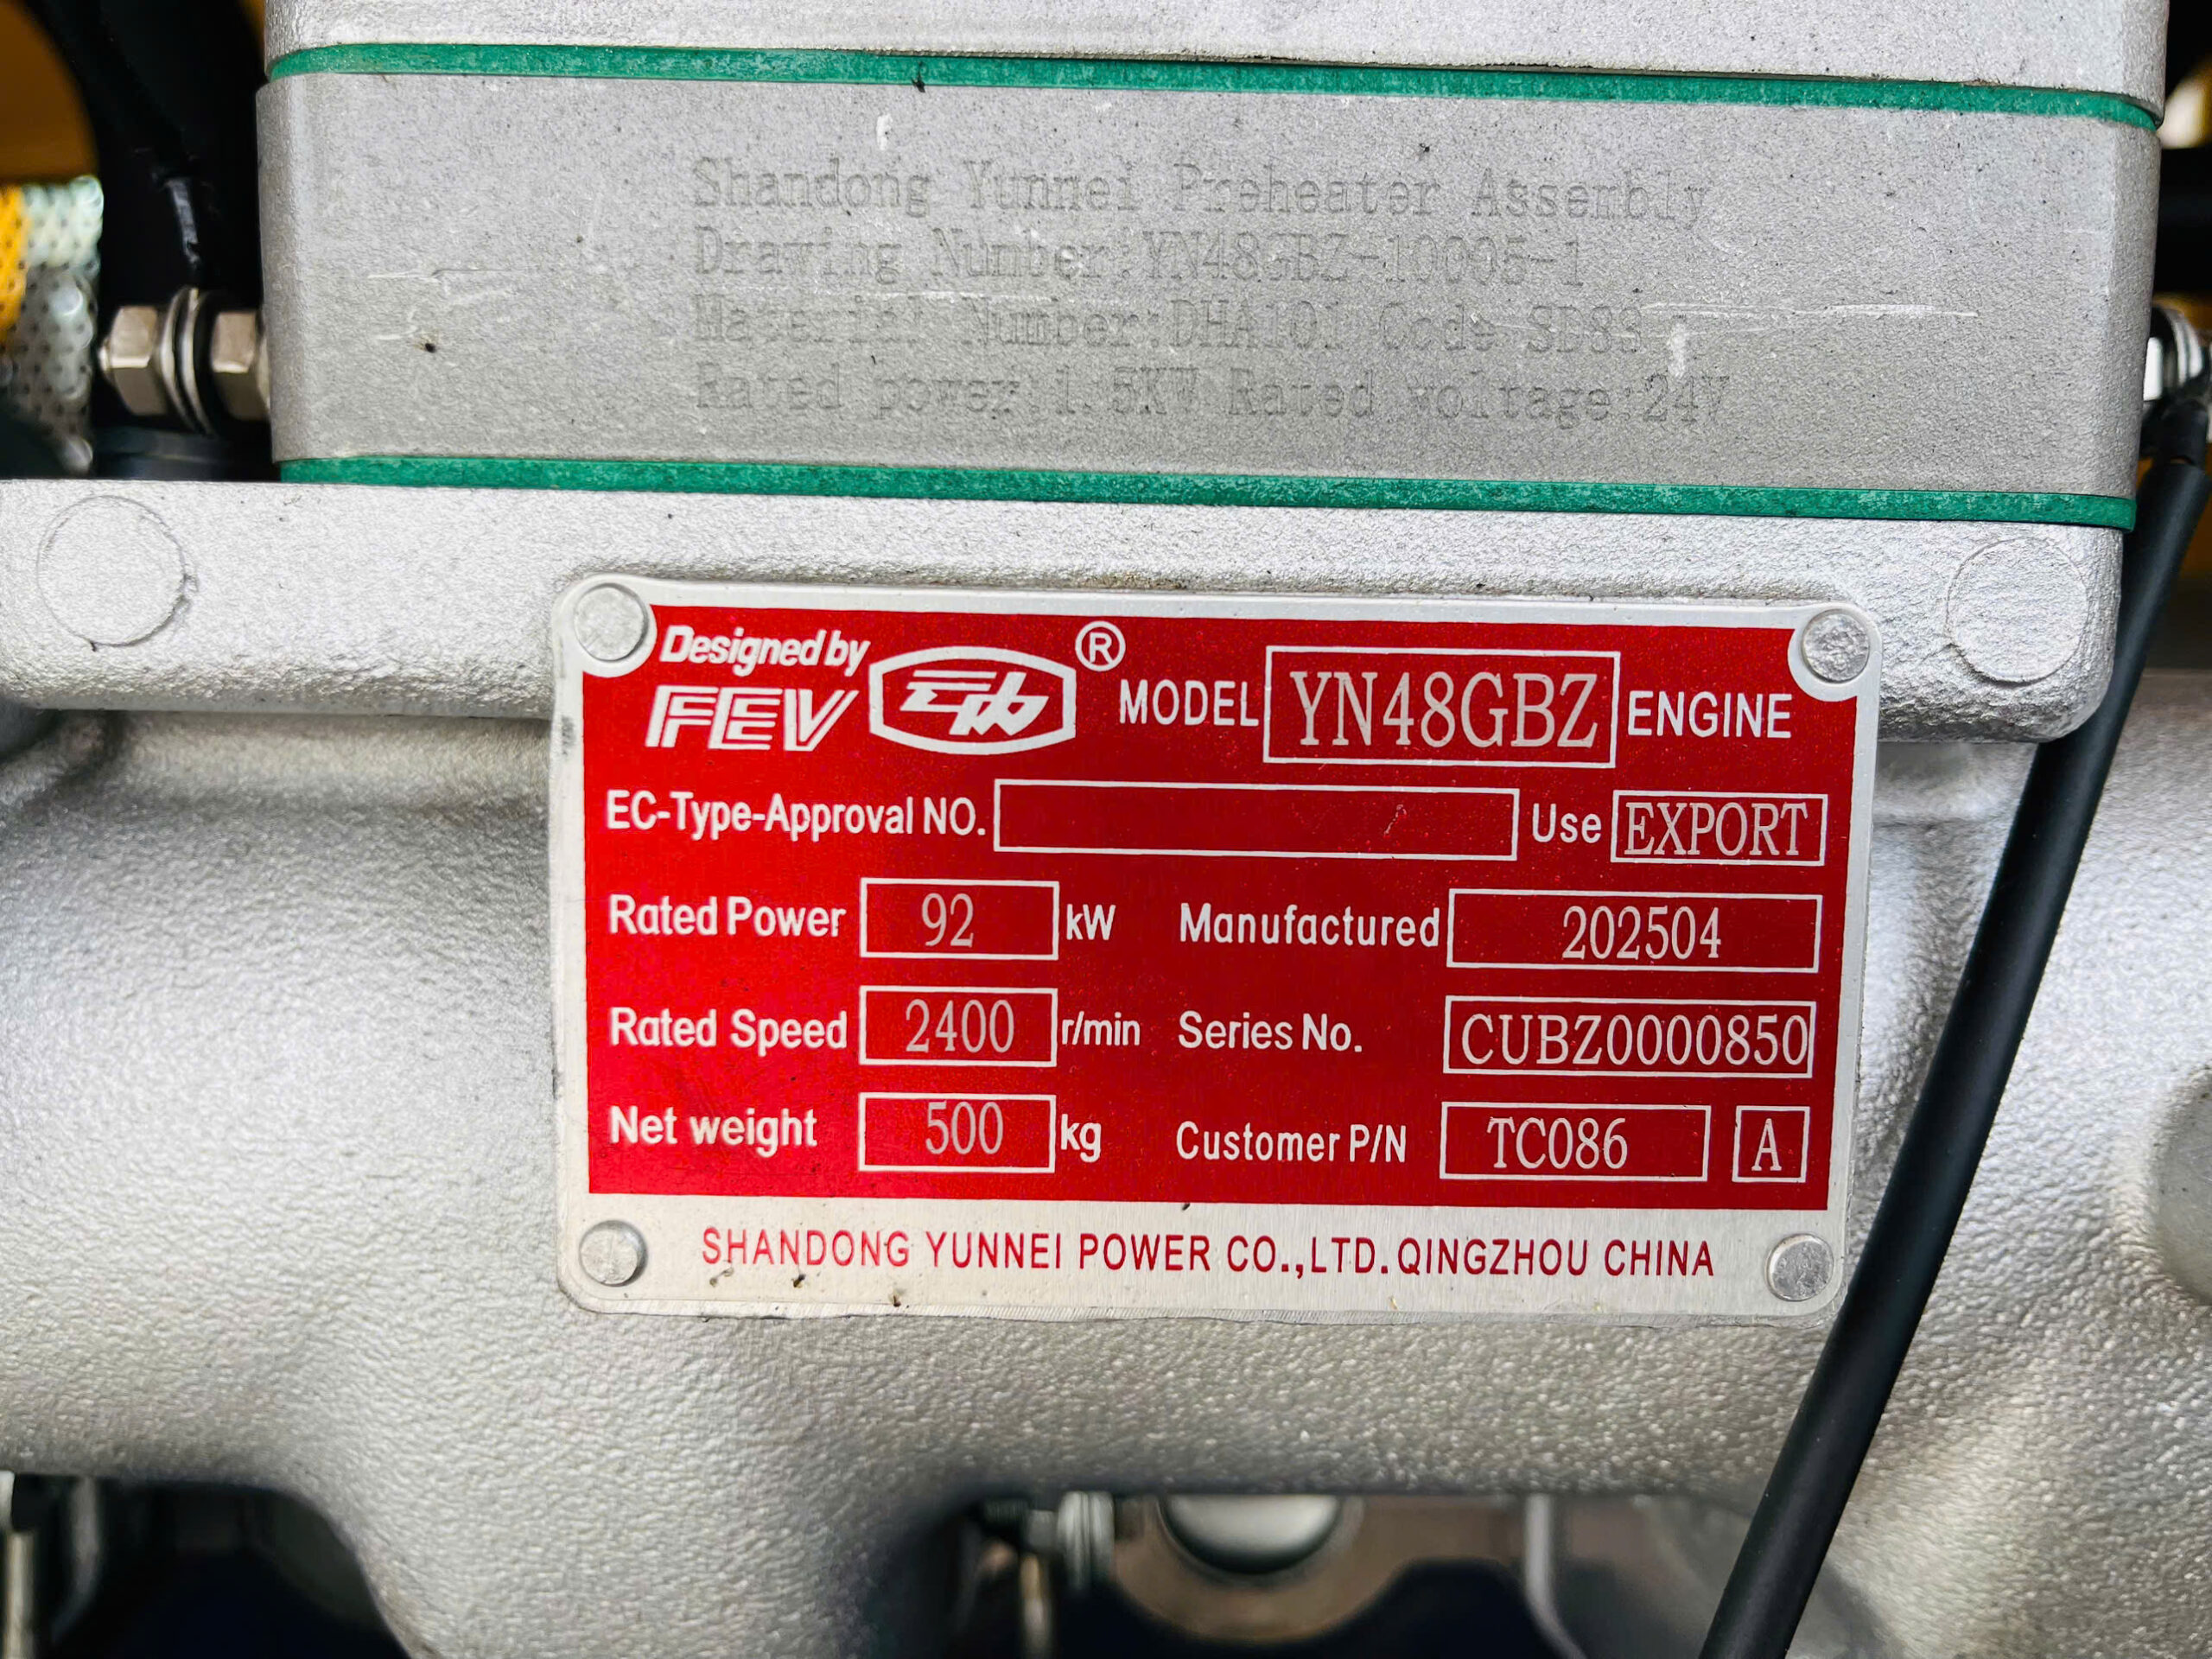 Shandong Yunnei Preheater Assembly
Drawing Number:YN48GBZ-10005-1
Material Number:DHA101 Code SD88
Rated power:1.5KW Rated voltage:24V
Designed by
FEV ® MODEL YN48GBZ ENGINE
EC-Type-Approval NO. Use EXPORT
Rated Power 92 kW Manufactured 202504
Rated Speed 2400 r/min Series No. CUBZ0000850
Net weight 500 kg Customer P/N TC086 A
SHANDONG YUNNEI POWER CO.,LTD.QINGZHOU CHINA